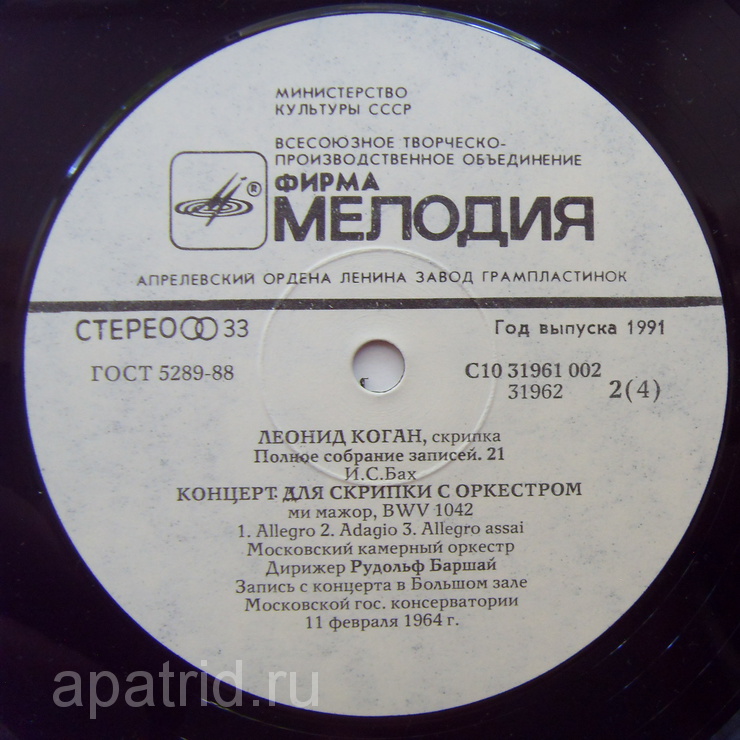 МИНИСТЕРСТВО
КУЛЬТУРЫ СССР
ВСЕСОЮЗНОЕ ТВОРЧЕСКО-
ПРОИЗВОДСТВЕННОЕ ОБЪЕДИНЕНИЕ
®
ФИРМА
МЕЛОДИЯ
АПРЕЛЕВСКИЙ ОРДЕНА ЛЕНИНА ЗАВОД ГРАМПЛАСТИНОК
СТЕРЕО 33 Год выпуска 1991
ГОСТ 5289-88 С10 31961 002
31962 2(4)
ЛЕОНИД КОГАН, скрипка
Полное собрание записей. 21
И.С.Бах
КОНЦЕРТ ДЛЯ СКРИПКИ С ОРКЕСТРОМ
ми мажор, BWV 1042
1. Allegro 2. Adagio 3. Allegro assai
Московский камерный оркестр
Дирижер Рудольф Баршай
Запись с концерта в Большом зале
Московской гос. консерватории
11 февраля 1964 г.
apatrid.ru